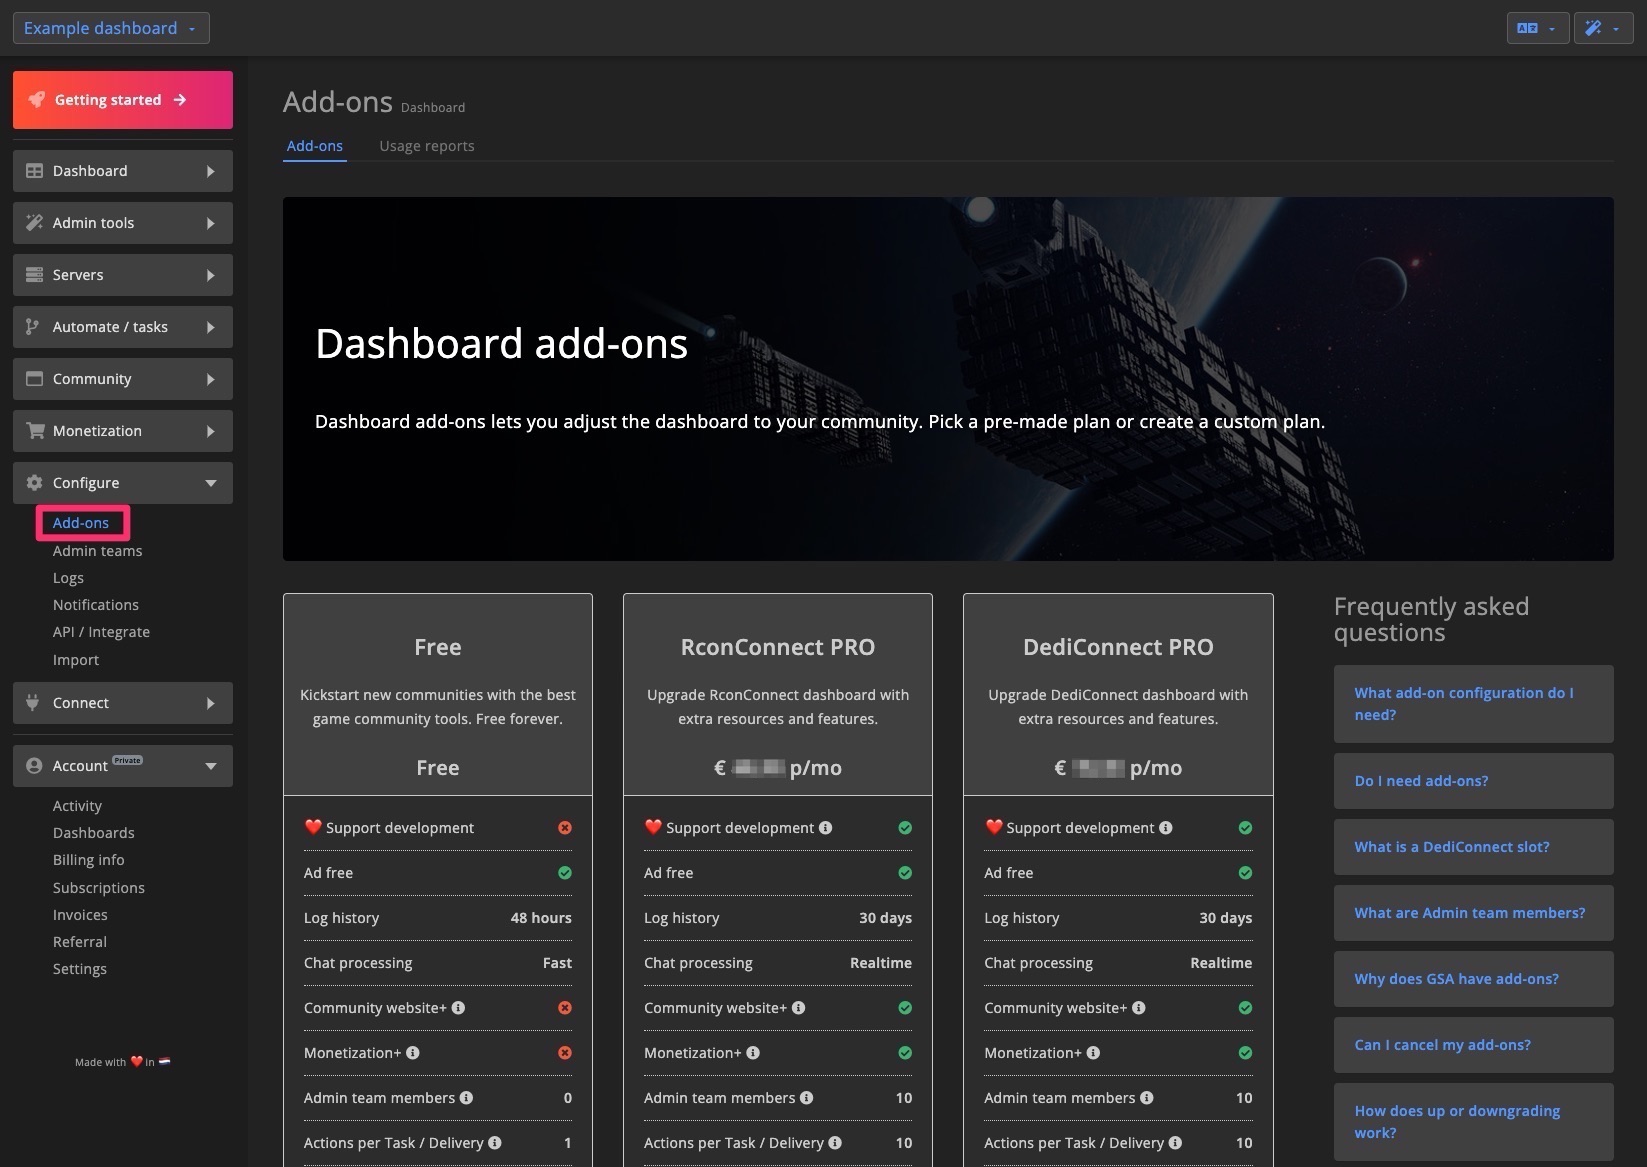 Example dashboard
Getting started
Dashboard
Admin tools
Servers
Automate / tasks
Community
Monetization
Configure
Add-ons
Admin teams
Logs
Notifications
API / Integrate
Import
Connect
Account Private
Activity
Dashboards
Billing info
Subscriptions
Invoices
Referral
Settings
Made with ❤️ in
Add-ons Dashboard
Add-ons Usage reports
Dashboard add-ons
Dashboard add-ons lets you adjust the dashboard to your community. Pick a pre-made plan or create a custom plan.
Free
Kickstart new communities with the best
game community tools. Free forever.
Free
❤️ Support development
Ad free
Log history 48 hours
Chat processing Fast
Community website+
Monetization+
Admin team members 0
Actions per Task / Delivery 1
RconConnect PRO
Upgrade RconConnect dashboard with
extra resources and features.
€ p/mo
❤️ Support development
Ad free
Log history 30 days
Chat processing Realtime
Community website+
Monetization+
Admin team members 10
Actions per Task / Delivery 10
DediConnect PRO
Upgrade DediConnect dashboard with
extra resources and features.
€ p/mo
❤️ Support development
Ad free
Log history 30 days
Chat processing Realtime
Community website+
Monetization+
Admin team members 10
Actions per Task / Delivery 10
Frequently asked
questions
What add-on configuration do I
need?
Do I need add-ons?
What is a DediConnect slot?
What are Admin team members?
Why does GSA have add-ons?
Can I cancel my add-ons?
How does up or downgrading
work?